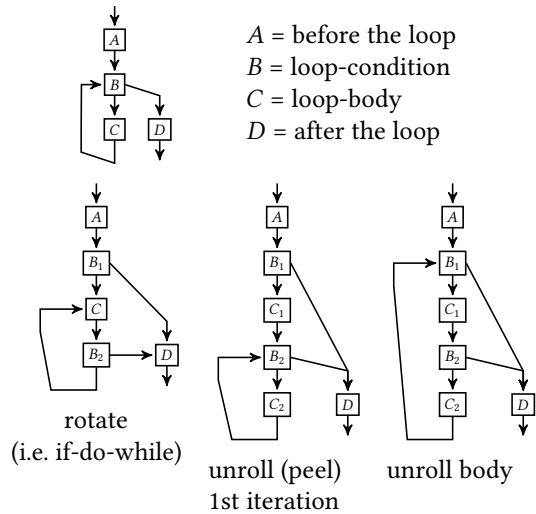 A
B
C
D
A = before the loop
B = loop-condition
C = loop-body
D = after the loop
A
B₁
C
B₂
D
rotate
(i.e. if-do-while)
A
B₁
C₁
B₂
C₂
D
unroll (peel)
1st iteration
A
B₁
C₁
B₂
C₂
D
unroll body